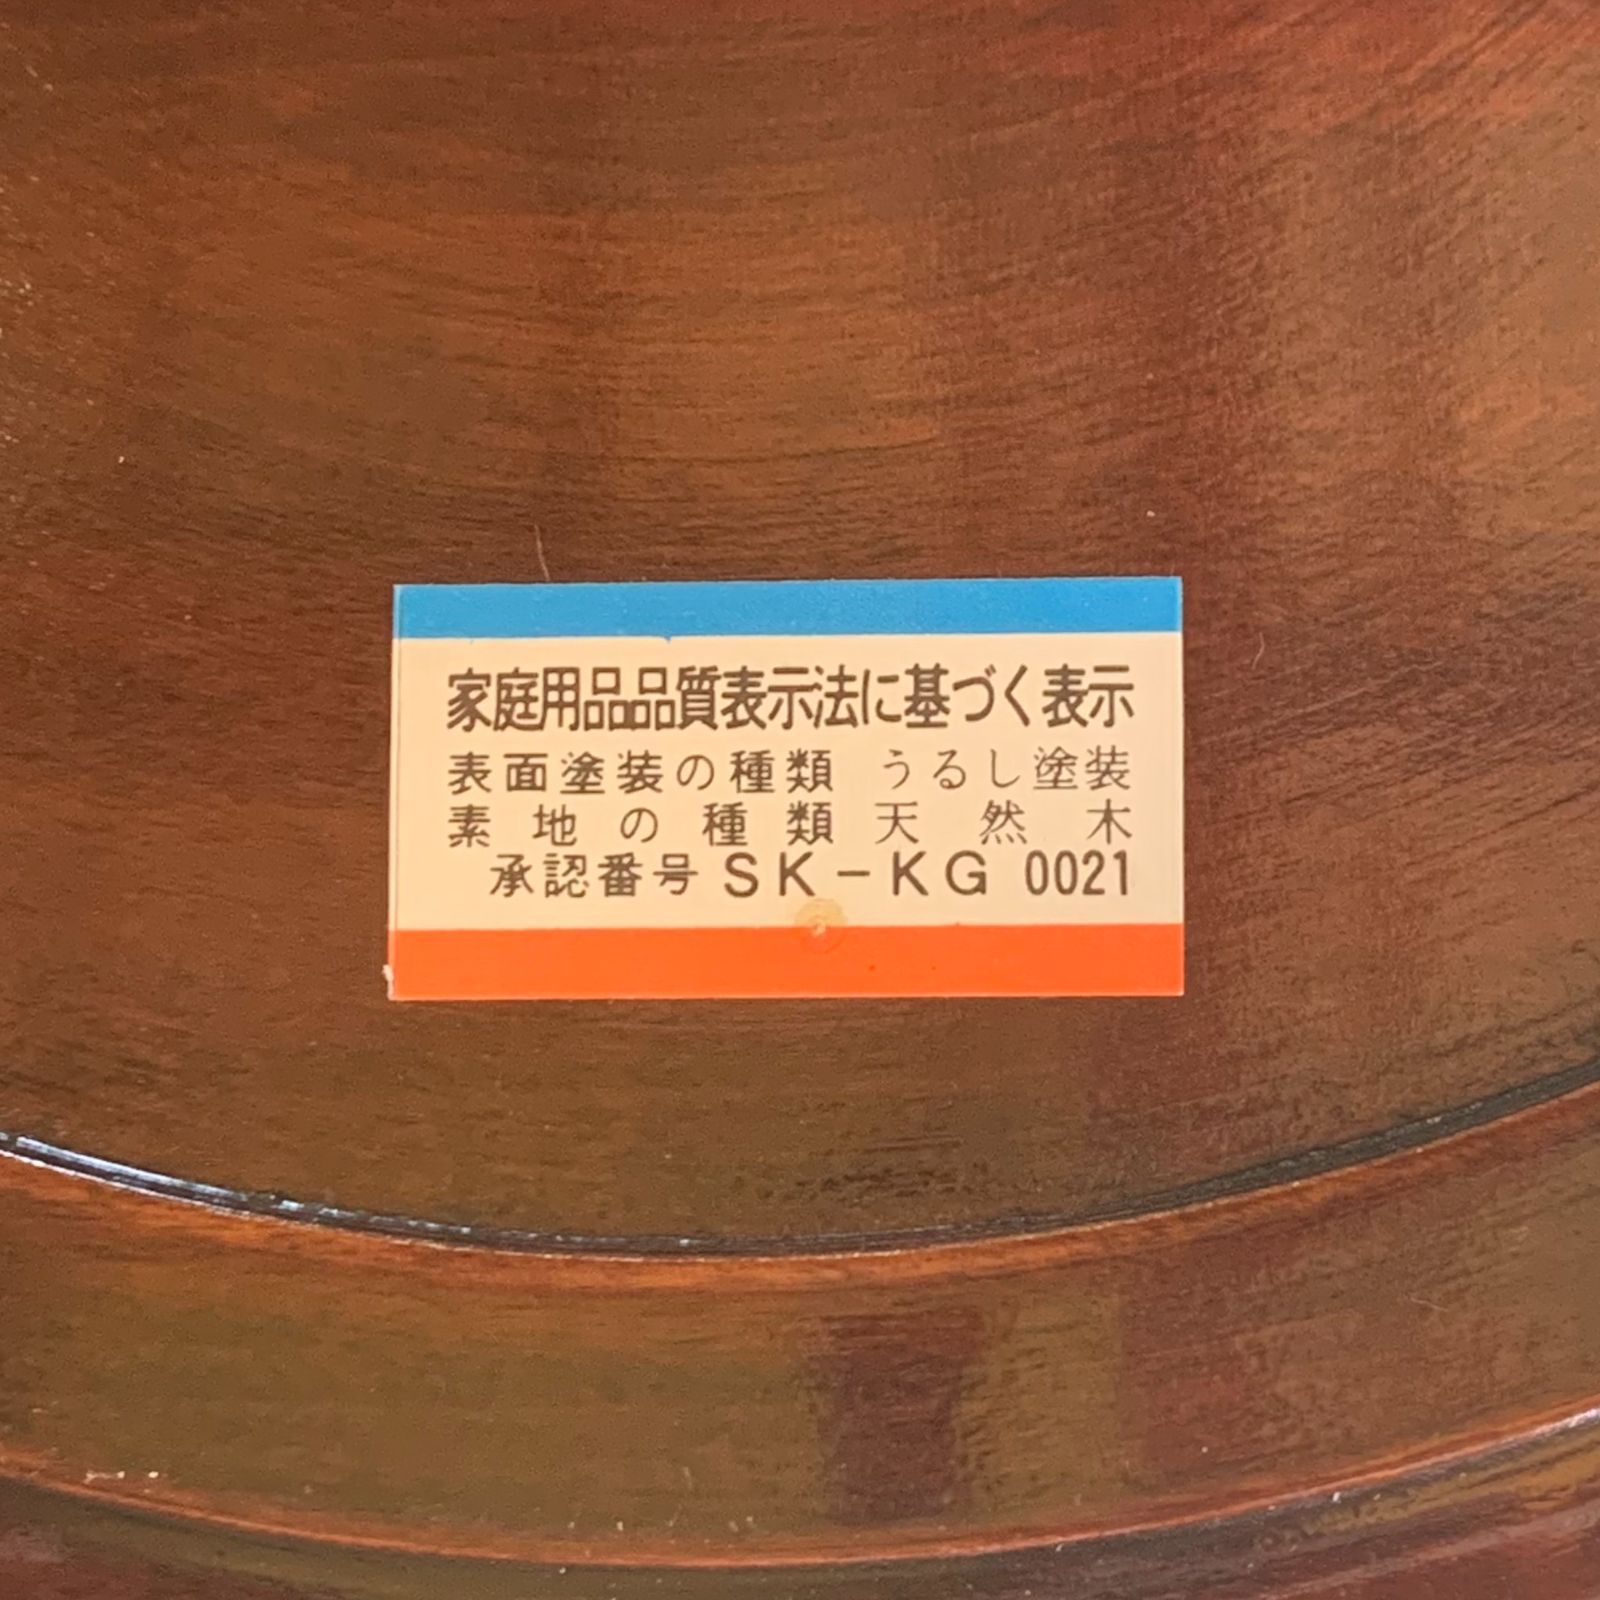 家庭用品品質表示法に基づく表示
表面塗装の種類 うるし塗装
素地の種類 天然木
承認番号 SK-KG 0021